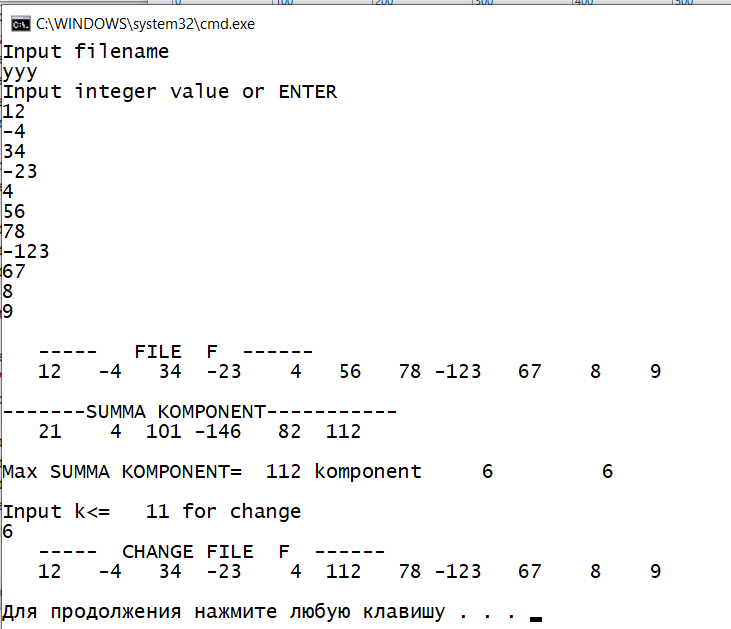 C:\WINDOWS\system32\cmd.exe
Input filename
yyy
Input integer value or ENTER
12
-4
34
-23
4
56
78
-123
67
8
9
----- FILE F ------
12 -4 34 -23 4 56 78 -123 67 8 9
-------SUMMA KOMPONENT-----------
21 4 101 -146 82 112
Max SUMMA KOMPONENT= 112 komponent 6 6
Input k<= 11 for change
6
----- CHANGE FILE F ------
12 -4 34 -23 4 112 78 -123 67 8 9
Для продолжения нажмите любую клавишу . . .